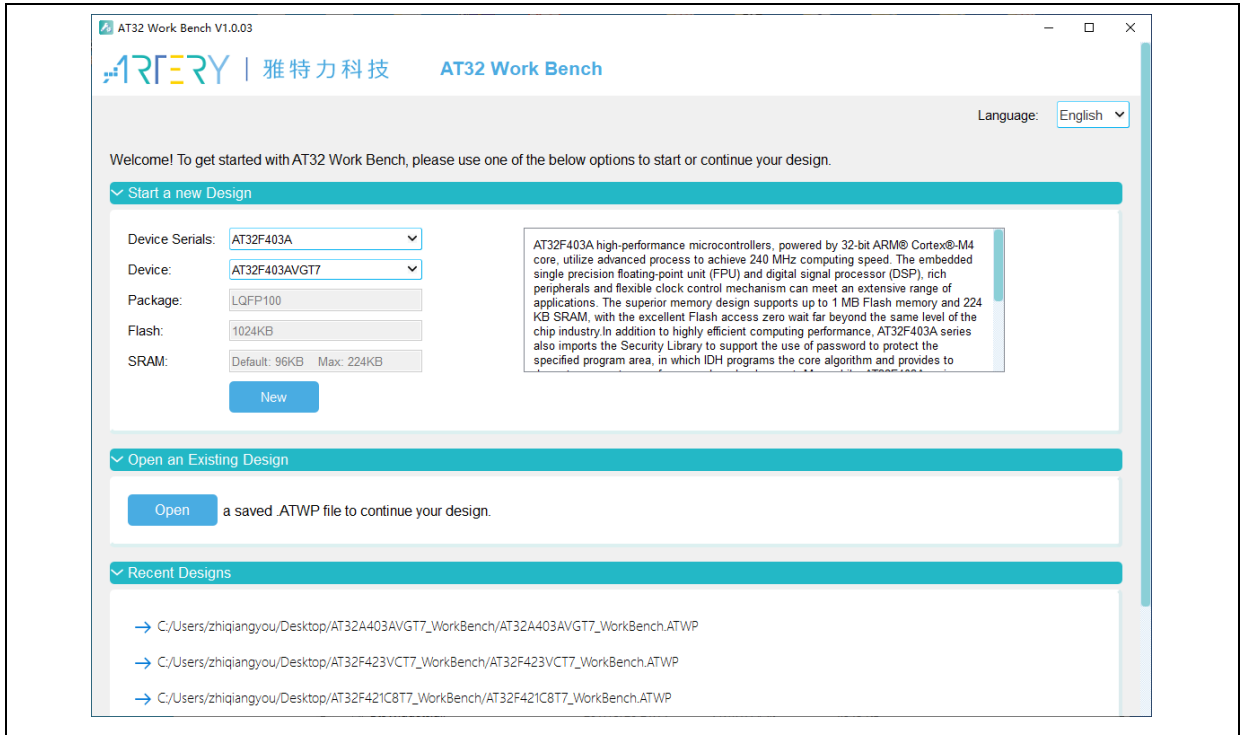 AT32 Work Bench V1.0.03
ARTERY 雅特力科技 AT32 Work Bench
Language: English
Welcome! To get started with AT32 Work Bench, please use one of the below options to start or continue your design.
Start a new Design
Device Serials: AT32F403A
Device: AT32F403AVGT7
Package: LQFP100
Flash: 1024KB
SRAM: Default: 96KB Max: 224KB
New
AT32F403A high-performance microcontrollers, powered by 32-bit ARM® Cortex®-M4
core, utilize advanced process to achieve 240 MHz computing speed. The embedded
single precision floating-point unit (FPU) and digital signal processor (DSP), rich
peripherals and flexible clock control mechanism can meet an extensive range of
applications. The superior memory design supports up to 1 MB Flash memory and 224
KB SRAM, with the excellent Flash access zero wait far beyond the same level of the
chip industry.In addition to highly efficient computing performance, AT32F403A series
also imports the Security Library to support the use of password to protect the
specified program area, in which IDH programs the core algorithm and provides to
Open an Existing Design
Open a saved .ATWP file to continue your design.
Recent Designs
C:/Users/zhiqiangyou/Desktop/AT32A403AVGT7_WorkBench/AT32A403AVGT7_WorkBench.ATWP
C:/Users/zhiqiangyou/Desktop/AT32F423VCT7_WorkBench/AT32F423VCT7_WorkBench.ATWP
C:/Users/zhiqiangyou/Desktop/AT32F421C8T7_WorkBench/AT32F421C8T7_WorkBench.ATWP